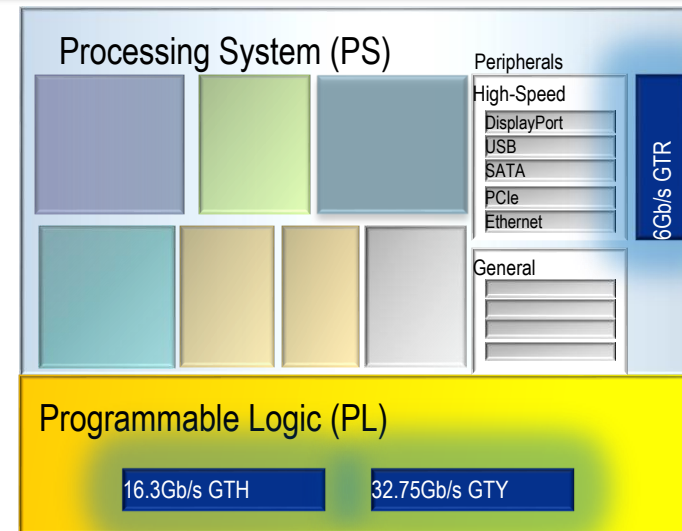 Processing System (PS)
Peripherals
High-Speed
DisplayPort
USB
SATA
PCIe
Ethernet
6Gb/s GTR
General
Programmable Logic (PL)
16.3Gb/s GTH
32.75Gb/s GTY